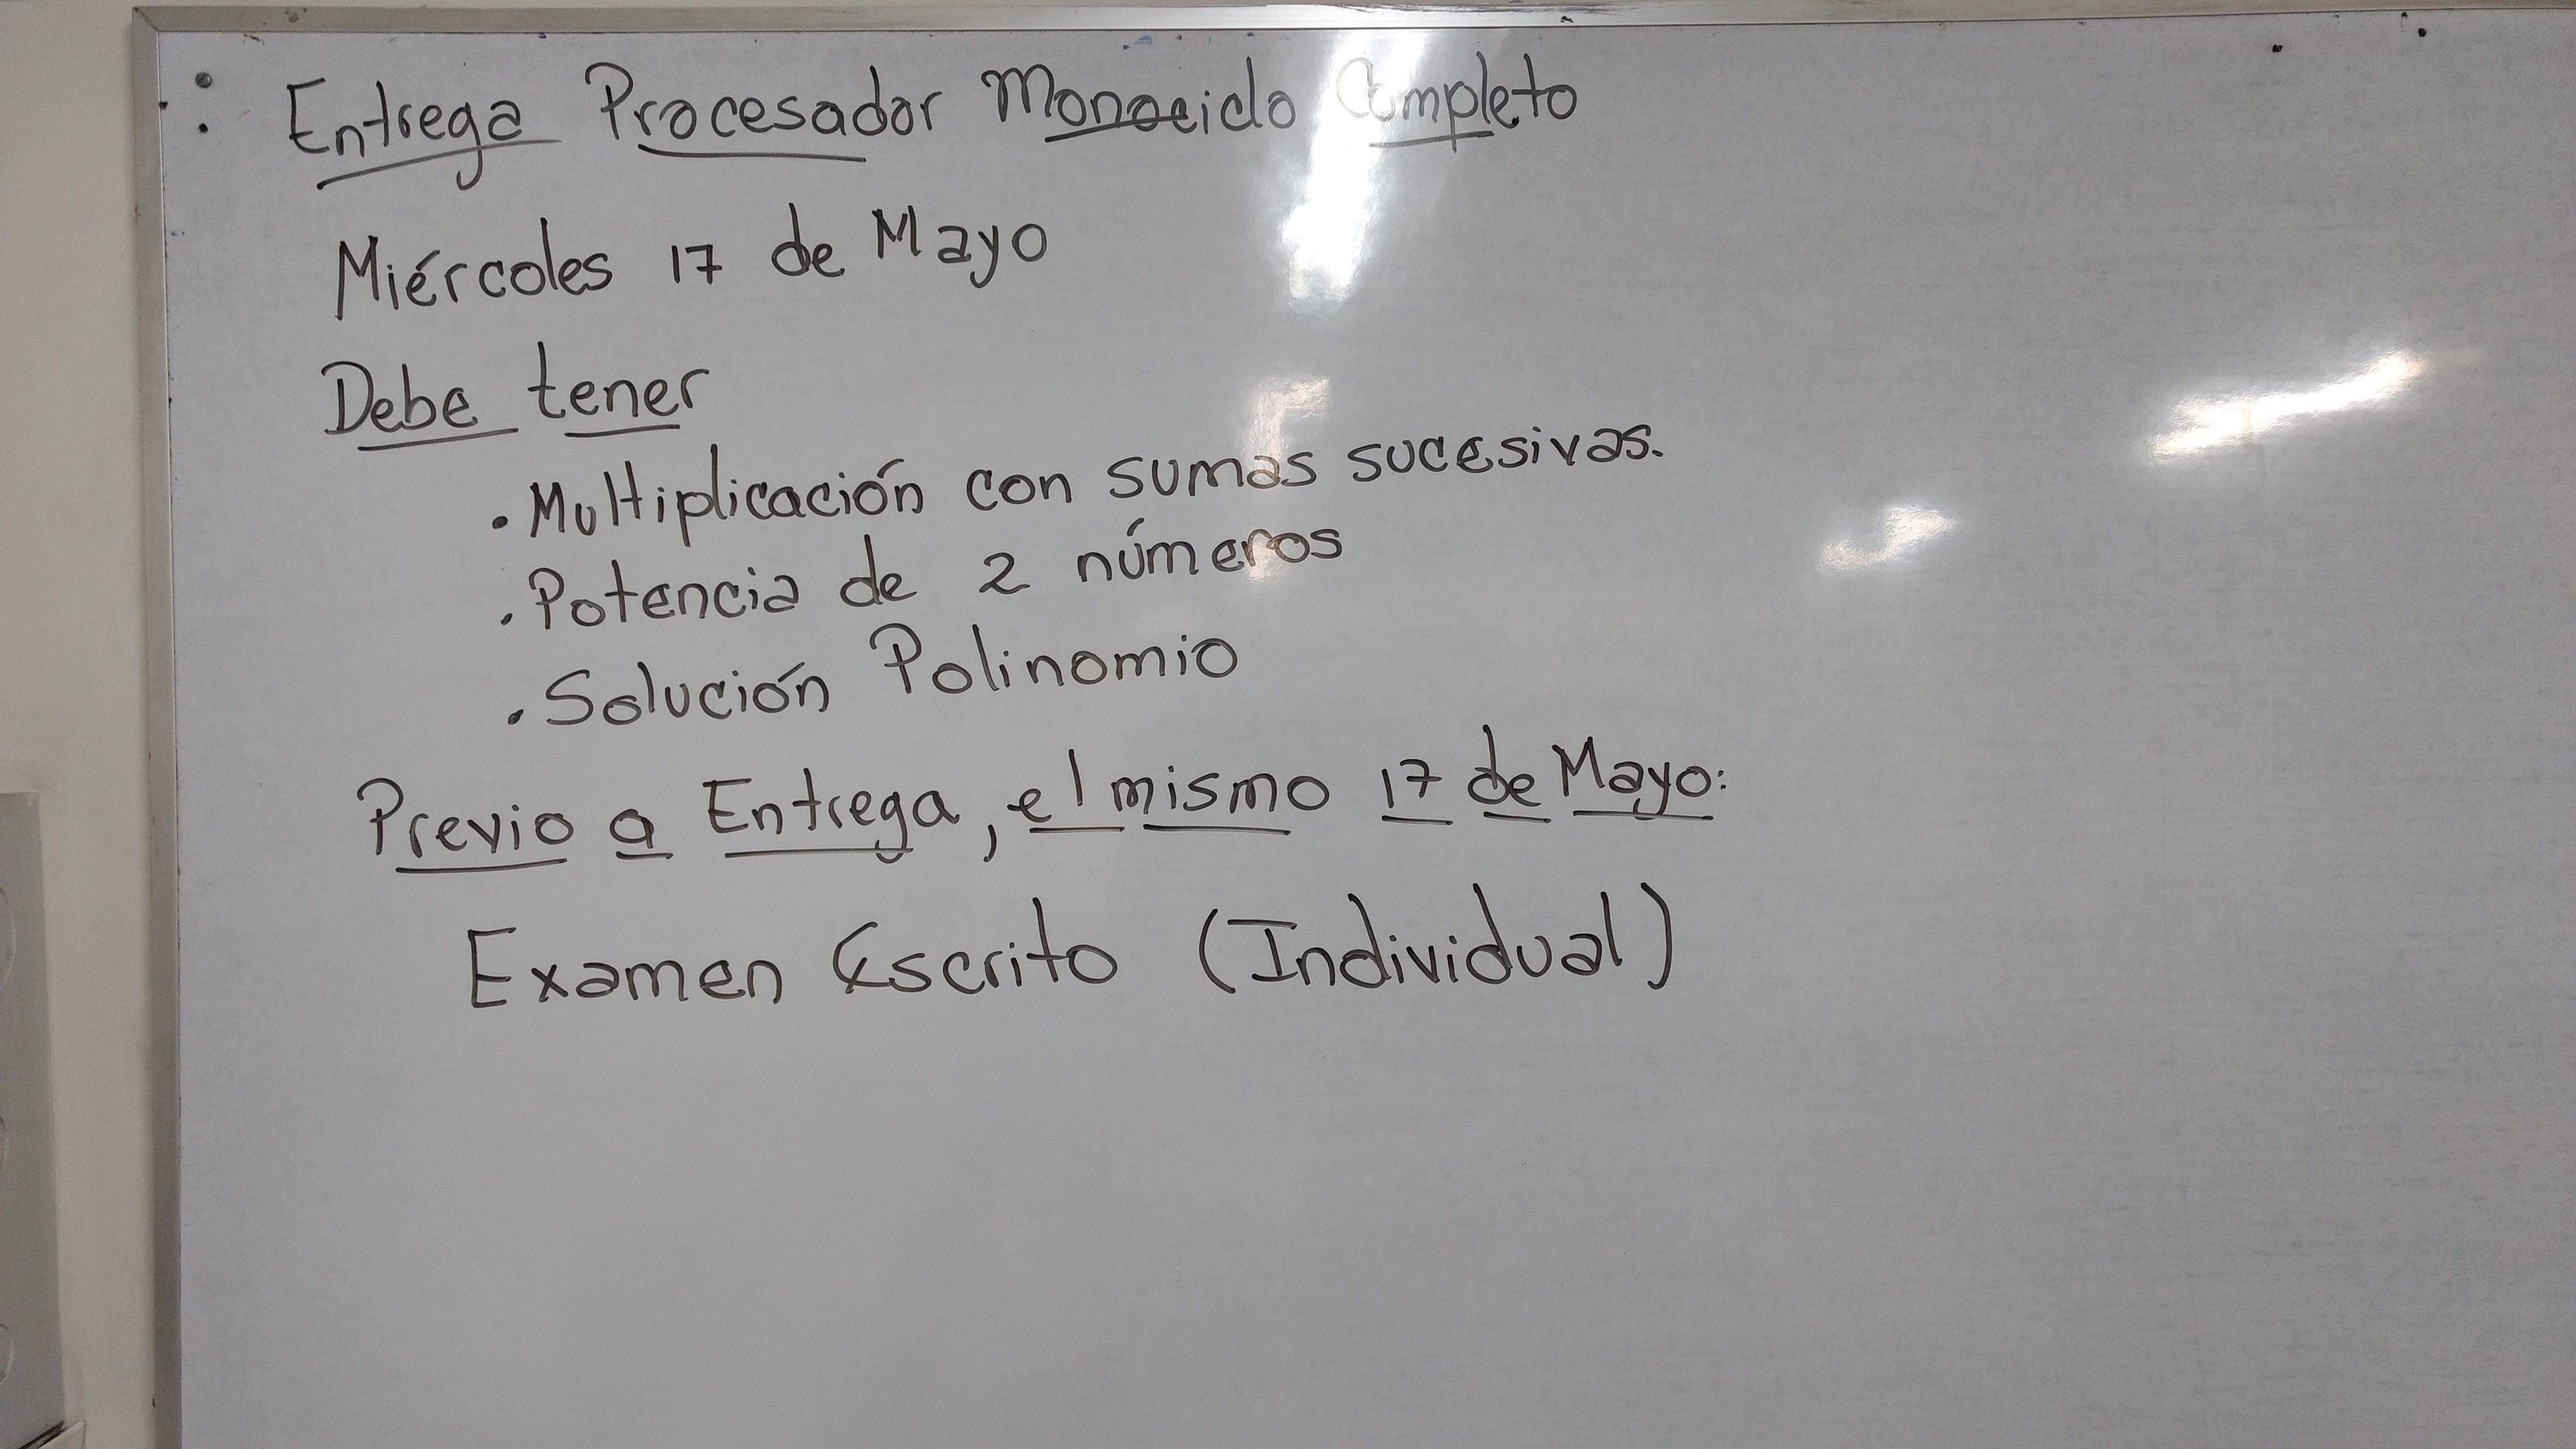 Entrega Procesador Monociclo Completo
Miércoles 17 de Mayo
Debe tener
. Multiplicación con sumas sucesivas.
. Potencia de 2 números
. Solución Polinomio
Previo a Entrega, el mismo 17 de Mayo:
Examen Escrito (Individual)